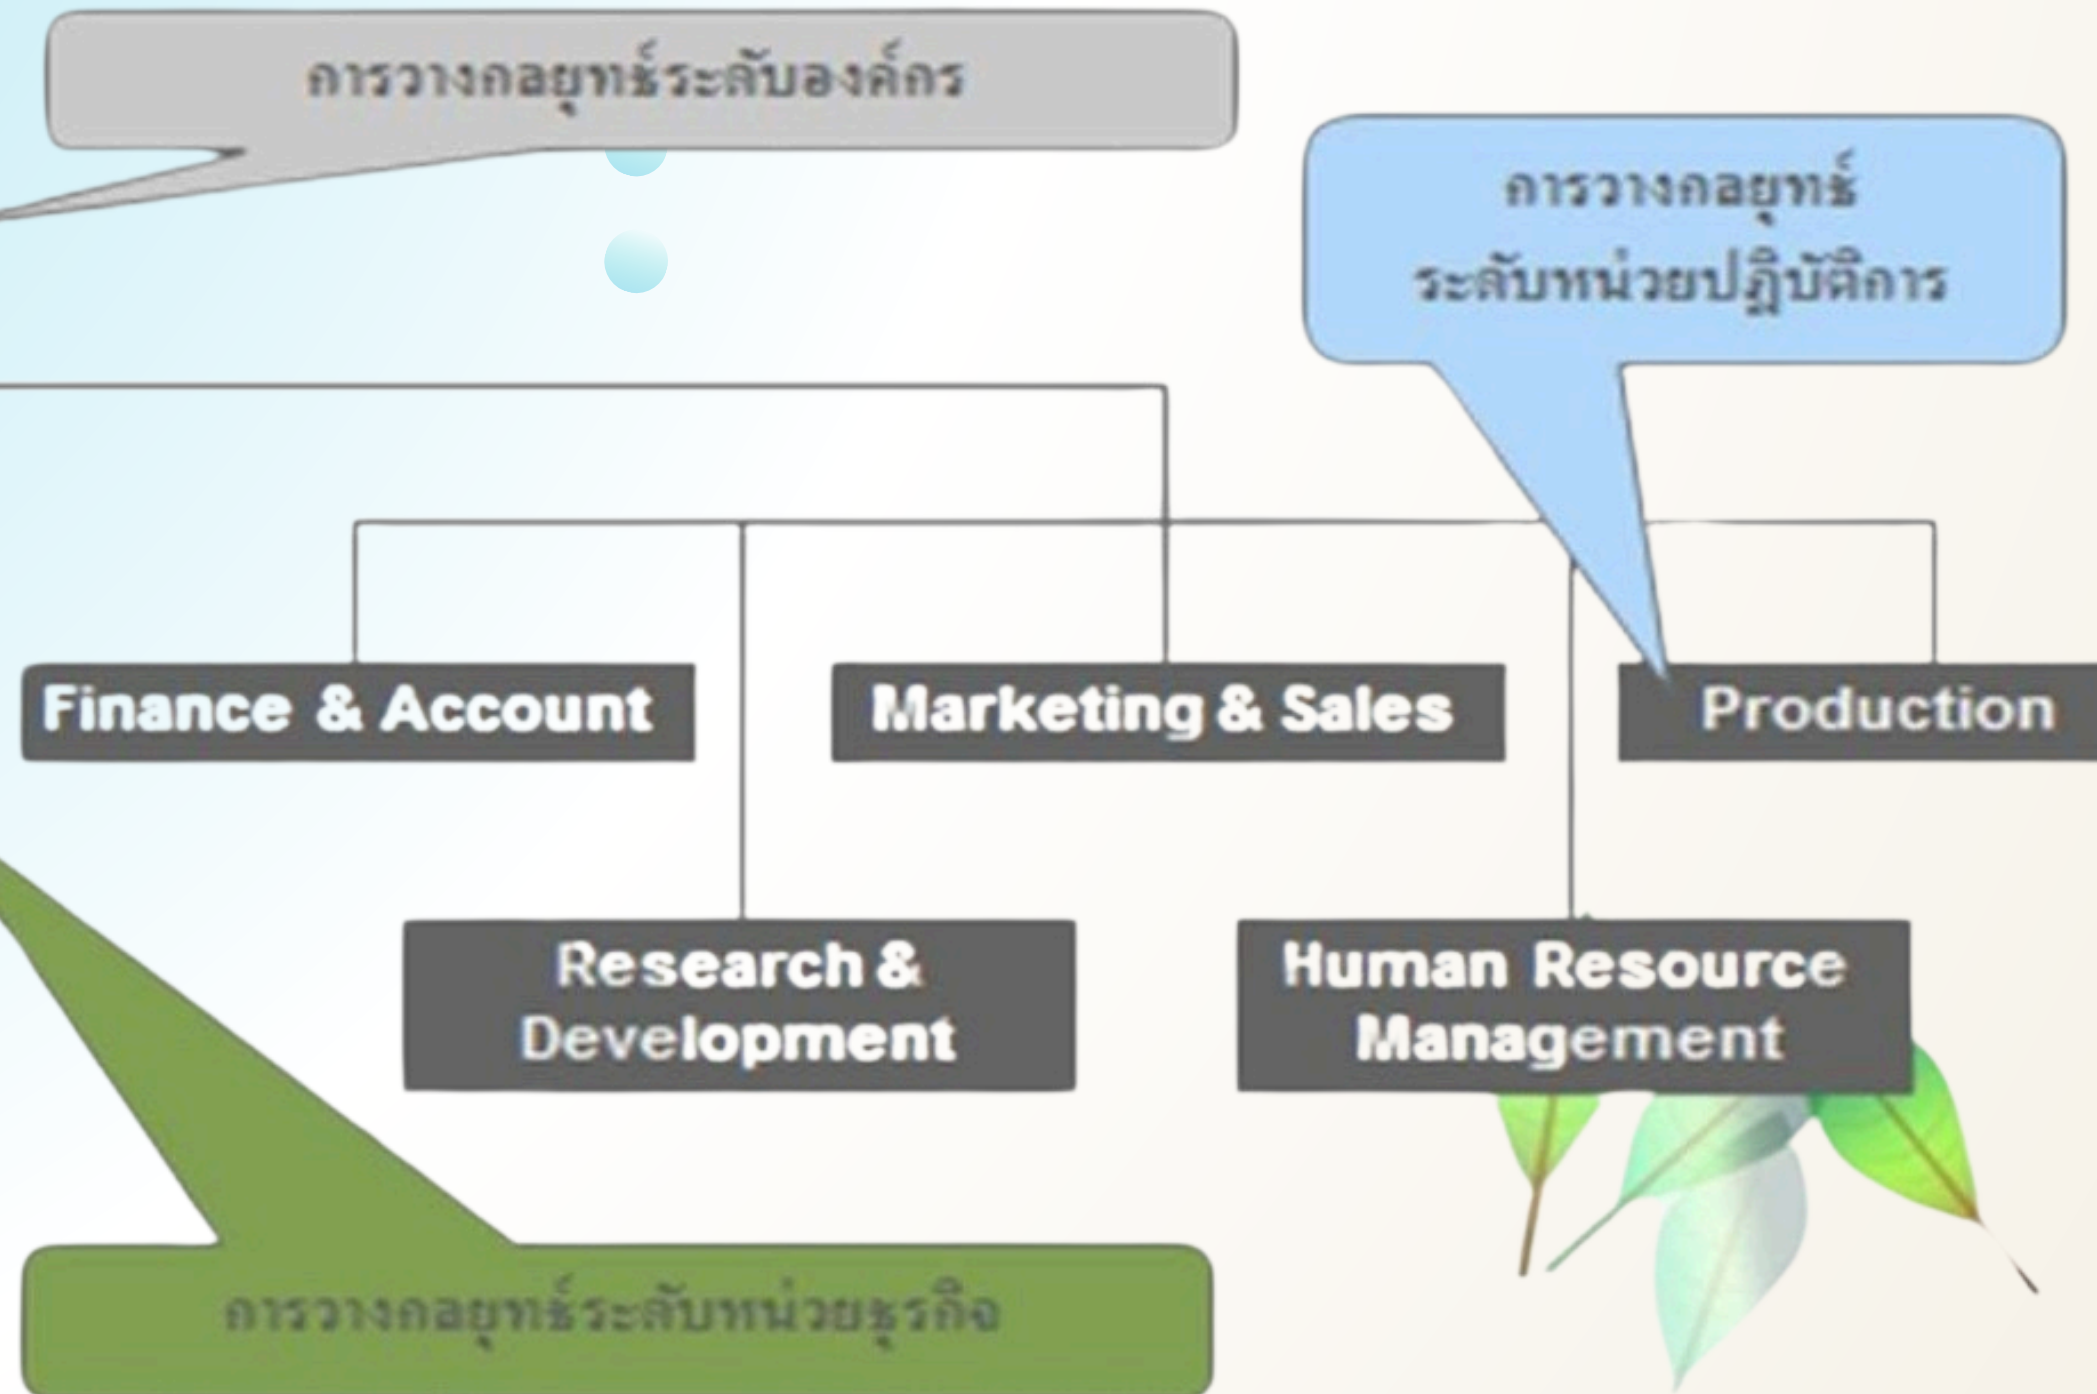 การวางกลยุทธ์ระดับองค์กร
การวางกลยุทธ์
ระดับหน่วยปฏิบัติการ
Finance & Account
Marketing & Sales
Production
Research &
Development
Human Resource
Management
การวางกลยุทธ์ระดับหน่วยธุรกิจ